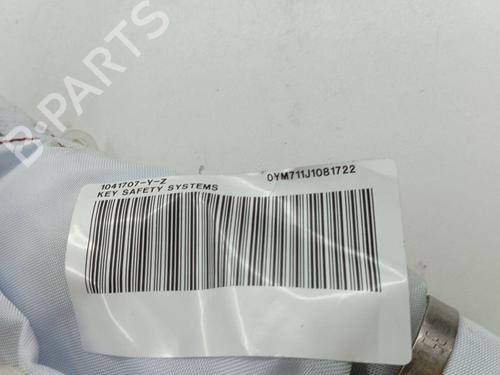 B-PARTS
1041707-Y-Z
0YM711J1081722
KEY SAFETY SYSTEMS